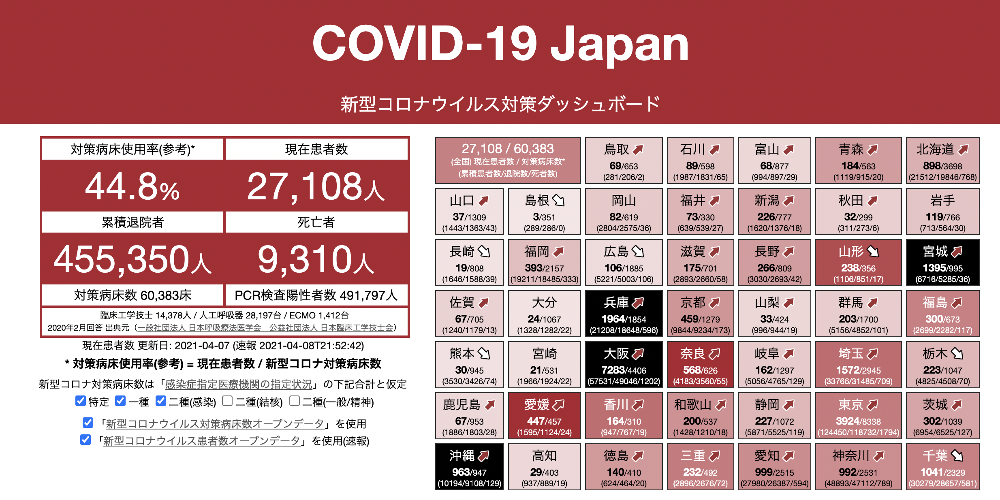 COVID-19 Japan
新型コロナウイルス対策ダッシュボード
対策病床使用率(参考)* 現在患者数
44.8% 27,108人
累積退院者 死亡者
455,350人 9,310人
対策病床数 60,383床 PCR検査陽性者数 491,797人
臨床工学技士 14,378人 / 人工呼吸器 28,197台 / ECMO 1,412台
2020年2月回答 出典元（一般社団法人 日本呼吸療法医学会　公益社団法人 日本臨床工学技士会）
現在患者数 更新日: 2021-04-07 (速報 2021-04-08T21:52:42)
* 対策病床使用率(参考) = 現在患者数 / 新型コロナ対策病床数
新型コロナ対策病床数は「感染症指定医療機関の指定状況」の下記合計と仮定
特定 一種 二種(感染) 二種(結核) 二種(一般/精神)
「新型コロナウイルス対策病床数オープンデータ」を使用
「新型コロナウイルス患者数オープンデータ」を使用(速報)
27,108 / 60,383
(全国) 現在患者数 / 対策病床数*
(累積患者数/退院数/死者数)
鳥取
69/653
(281/206/2)
石川
89/598
(1987/1831/65)
富山
68/877
(994/897/29)
青森
184/563
(1119/915/20)
北海道
898/3698
(21512/19846/768)
山口
37/1309
(1443/1363/43)
島根
3/351
(289/286/0)
岡山
82/619
(2804/2575/36)
福井
73/330
(639/539/27)
新潟
226/777
(1620/1376/18)
秋田
32/299
(311/273/6)
岩手
119/766
(713/564/30)
長崎
19/808
(1646/1588/39)
福岡
393/2157
(19211/18485/333)
広島
106/1885
(5221/5003/106)
滋賀
175/701
(2893/2660/58)
長野
266/809
(3030/2693/42)
山形
238/356
(1106/851/17)
宮城
1395/995
(6716/5285/36)
佐賀
67/705
(1240/1179/13)
大分
24/1067
(1328/1282/22)
兵庫
1964/1854
(21208/18648/596)
京都
459/1279
(9844/9234/173)
山梨
33/424
(996/944/19)
群馬
203/1700
(5156/4852/101)
福島
300/673
(2699/2282/117)
熊本
30/945
(3530/3426/74)
宮崎
21/531
(1966/1924/22)
大阪
7283/4406
(57531/49046/1202)
奈良
568/626
(4183/3560/55)
岐阜
162/1297
(5056/4765/129)
埼玉
1572/2945
(33766/31485/709)
栃木
223/1047
(4825/4508/70)
鹿児島
67/953
(1886/1803/28)
愛媛
447/457
(1595/1124/24)
香川
164/310
(947/767/19)
和歌山
200/537
(1428/1210/18)
静岡
227/1072
(5871/5525/119)
東京
3924/8338
(124450/118732/1794)
茨城
302/1039
(6954/6525/127)
沖縄
963/947
(10194/9108/129)
高知
29/403
(937/889/19)
徳島
140/410
(624/464/20)
三重
232/492
(2896/2676/72)
愛知
999/2515
(27980/26387/594)
神奈川
992/2531
(48893/47112/789)
千葉
1041/2329
(30279/28657/581)